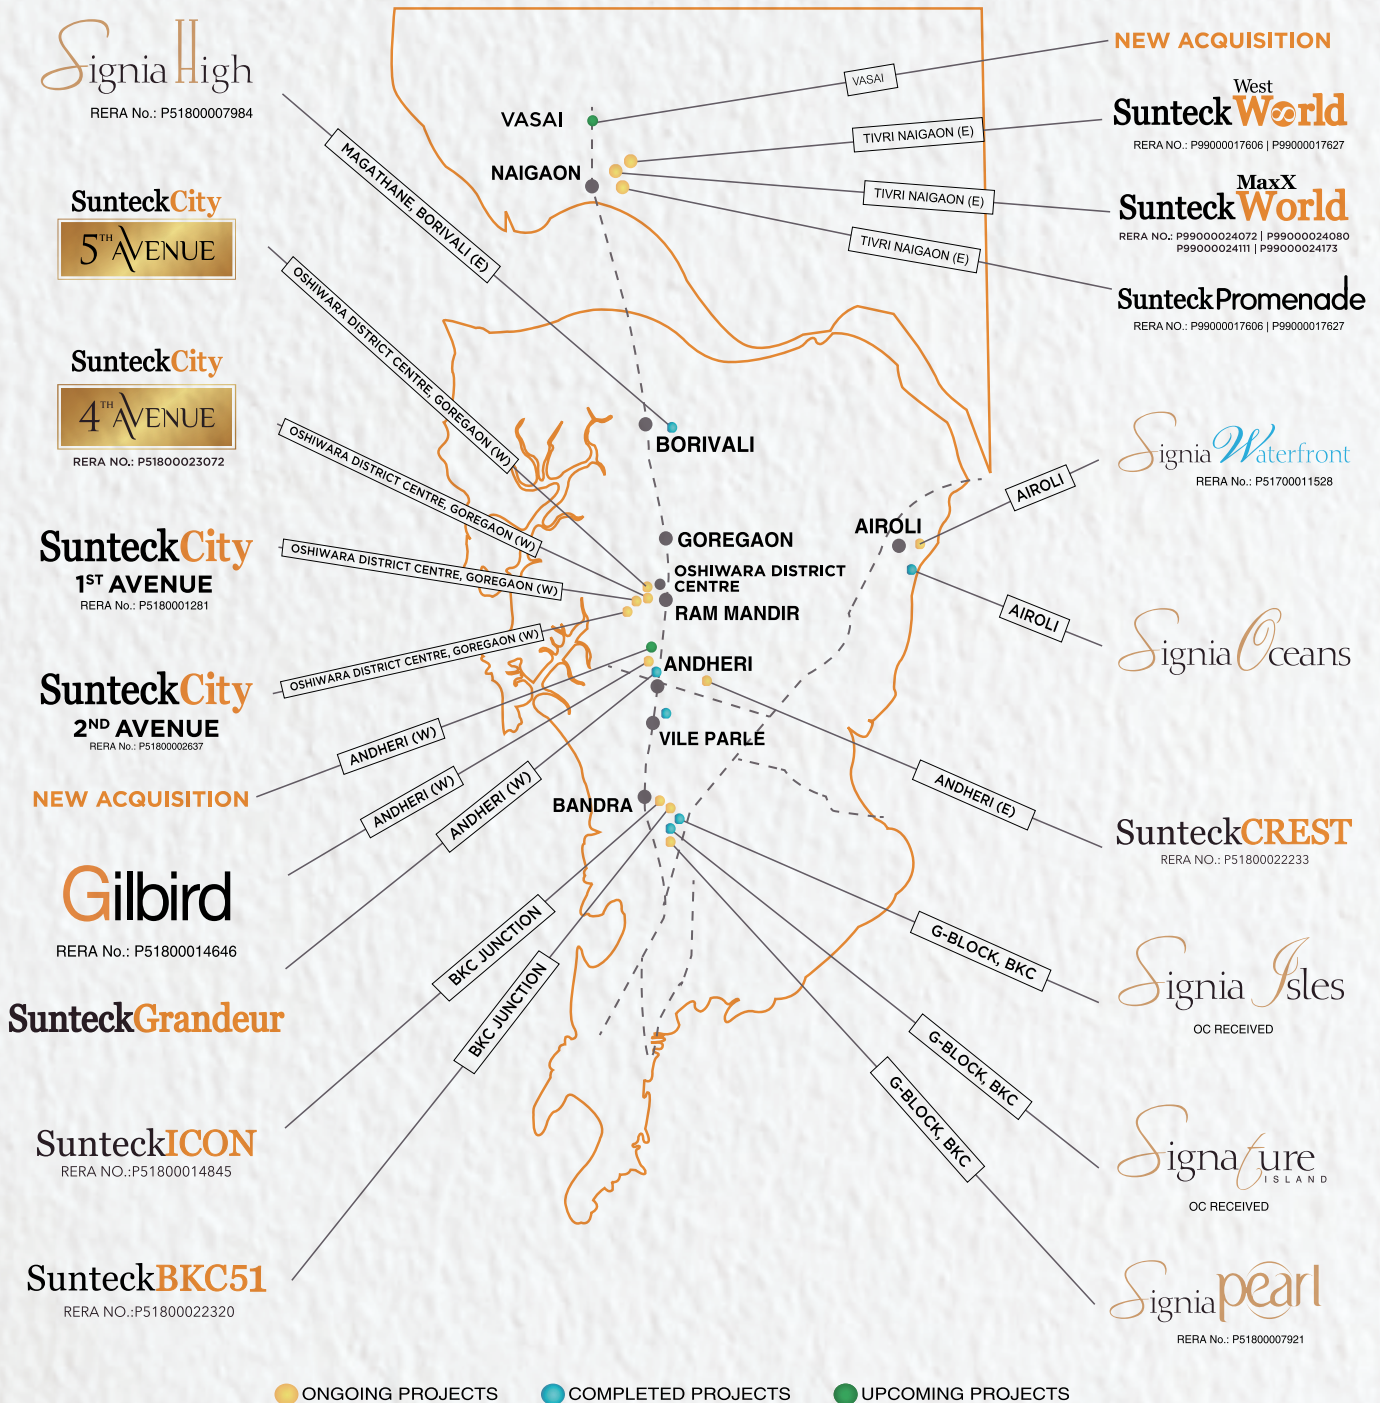 Signia High
RERA No.: P51800007984
SunteckCity
5TH AVENUE
SunteckCity
4TH AVENUE
RERA NO.: P51800023072
SunteckCity
1ST AVENUE
RERA No.: P5180001281
SunteckCity
2ND AVENUE
RERA No.: P51800002637
NEW ACQUISITION
Gilbird
RERA No.: P51800014646
SunteckGrandeur
SunteckICON
RERA NO.:P51800014845
SunteckBKC51
RERA NO.:P51800022320
MAGATHANE, BORIVALI (E)
OSHIWARA DISTRICT CENTRE, GOREGAON (W)
OSHIWARA DISTRICT CENTRE, GOREGAON (W)
OSHIWARA DISTRICT CENTRE, GOREGAON (W)
OSHIWARA DISTRICT CENTRE, GOREGAON (W)
ANDHERI (W)
ANDHERI (W)
ANDHERI (W)
BKC JUNCTION
BKC JUNCTION
VASAI
NAIGAON
BORIVALI
GOREGAON
OSHIWARA DISTRICT
CENTRE
RAM MANDIR
ANDHERI
VILE PARLE
BANDRA
AIROLI
VASAI
TIVRI NAIGAON (E)
TIVRI NAIGAON (E)
TIVRI NAIGAON (E)
AIROLI
AIROLI
ANDHERI (E)
G-BLOCK, BKC
G-BLOCK, BKC
G-BLOCK, BKC
NEW ACQUISITION
West
SunteckWorld
RERA NO.: P99000017606 | P99000017627
MaxX
SunteckWorld
RERA NO.: P99000024072 | P99000024080
P99000024111 | P99000024173
SunteckPromenade
RERA NO.: P99000017606 | P99000017627
Signia Waterfront
RERA No.: P51700011528
Signia Oceans
SunteckCREST
RERA NO.: P51800022233
Signia Isles
OC RECEIVED
Signature
ISLAND
OC RECEIVED
Signia pearl
RERA No.: P51800007921
ONGOING PROJECTS
COMPLETED PROJECTS
UPCOMING PROJECTS